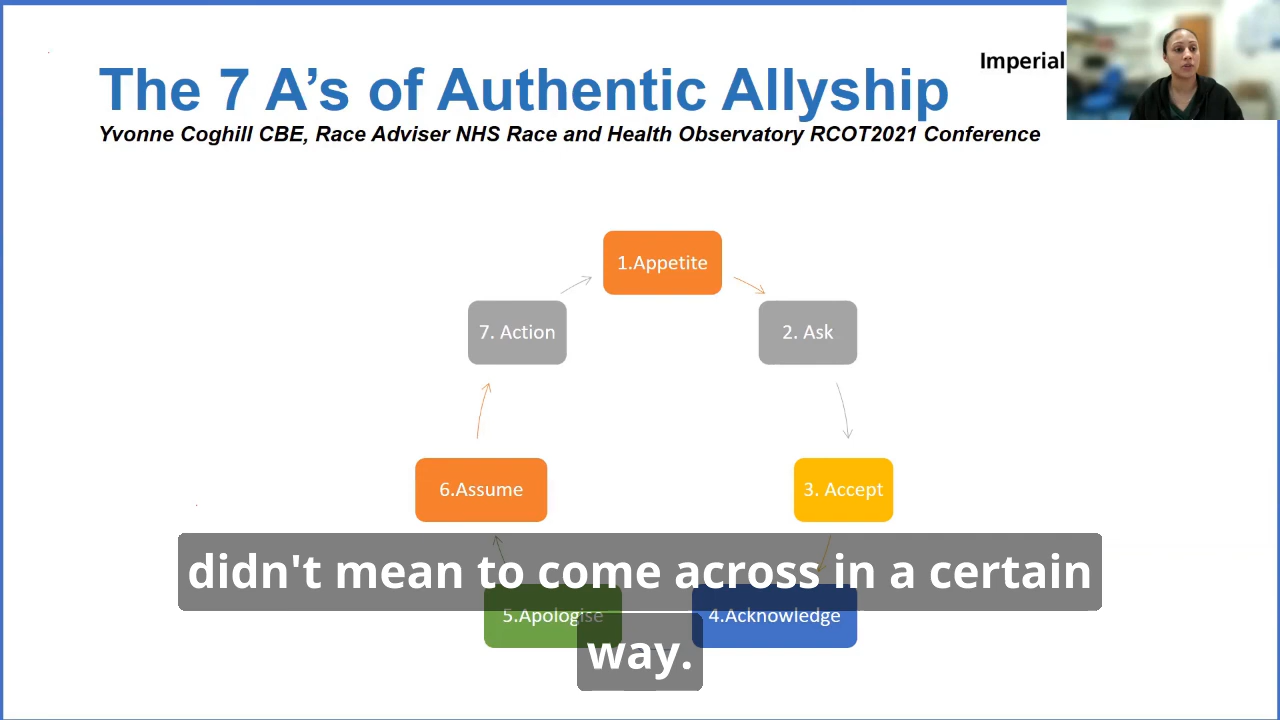 Imperial
The 7 A’s of Authentic Allyship
Yvonne Coghill CBE, Race Adviser NHS Race and Health Observatory RCOT2021 Conference
1.Appetite
2. Ask
3. Accept
4.Acknowledge
5.Apologise
6.Assume
7. Action
didn't mean to come across in a certain
way.